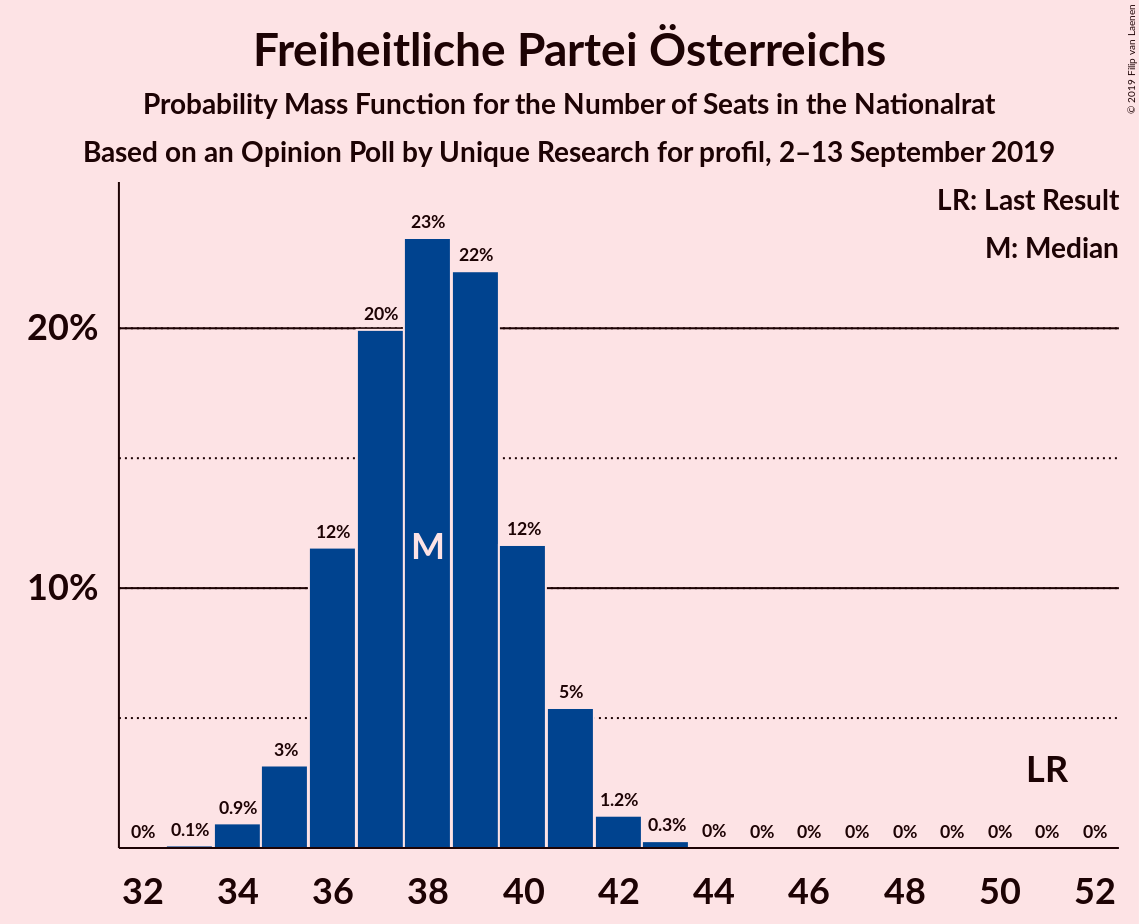 Freiheitliche Partei Österreichs
Probability Mass Function for the Number of Seats in the Nationalrat
Based on an Opinion Poll by Unique Research for profil, 2–13 September 2019
© 2019 Filip van Laenen
LR: Last Result
M: Median
20%
10%
0%
0.1%
0.9%
3%
12%
20%
23%
22%
12%
5%
1.2%
0.3%
0%
0%
0%
0%
0%
0%
0%
0%
0%
M
LR
32 34 36 38 40 42 44 46 48 50 52